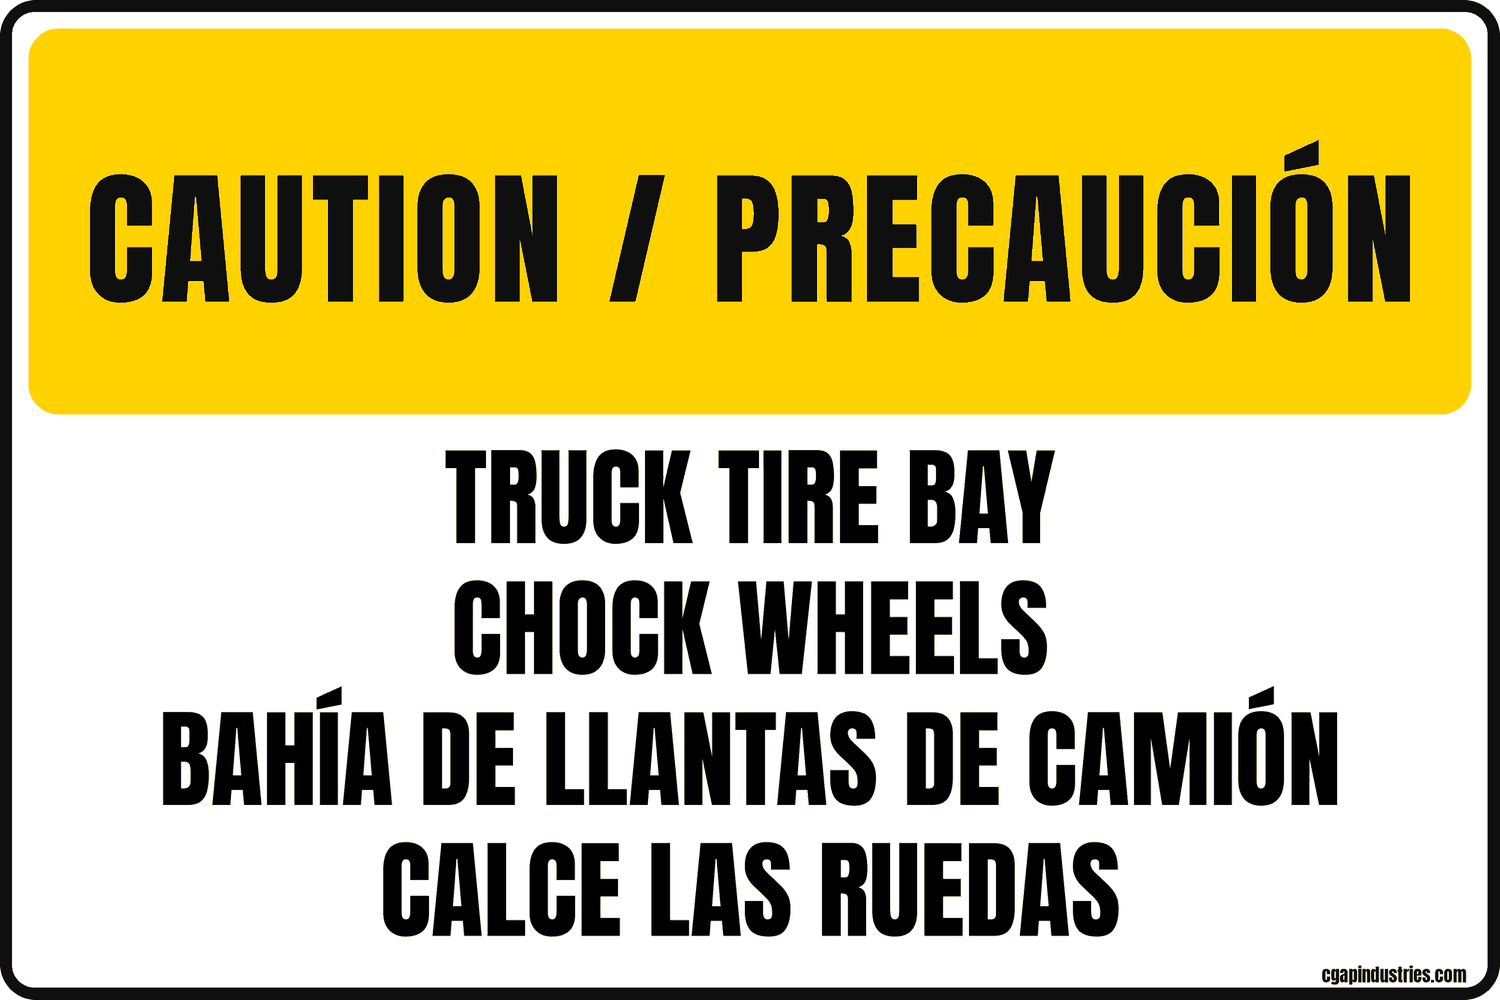 CAUTION / PRECAUCIÓN
TRUCK TIRE BAY
CHOCK WHEELS
BAHÍA DE LLANTAS DE CAMIÓN
CALCE LAS RUEDAS
cgapindustries.com